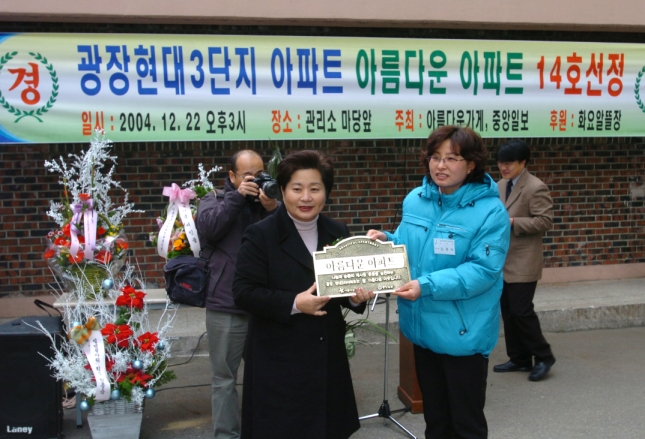 경
광장현대3단지 아파트 아름다운 아파트 14호선정
일시 : 2004. 12. 22 오후3시 장소 : 관리소 마당앞 주최 : 아름다운가게, 중앙일보 후원 : 화요알뜰장
아름다운 아파트
Laney